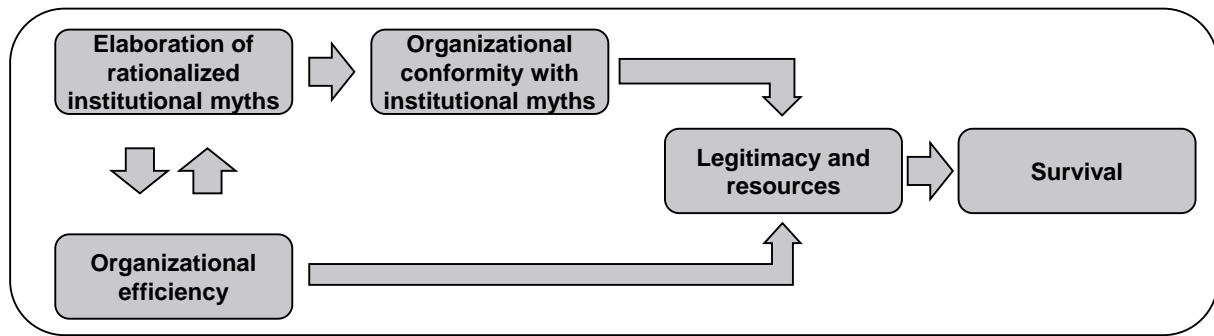 Elaboration of
rationalized
institutional myths
Organizational
conformity with
institutional myths
Legitimacy and
resources
Survival
Organizational
efficiency